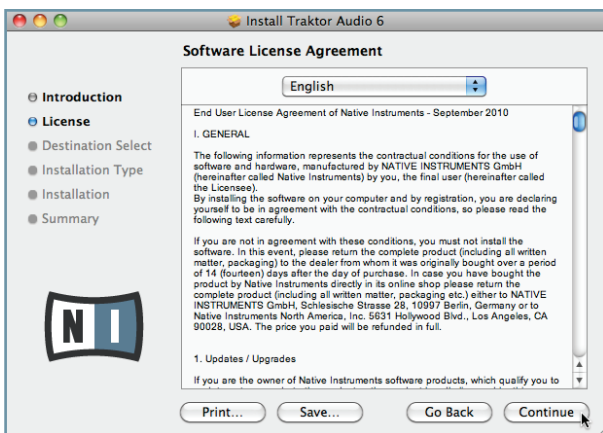 Install Traktor Audio 6
Software License Agreement
Introduction
License
Destination Select
Installation Type
Installation
Summary
NI
English
End User License Agreement of Native Instruments - September 2010
I. GENERAL
The following information represents the contractual conditions for the use of
software and hardware, manufactured by NATIVE INSTRUMENTS GmbH
(hereinafter called Native Instruments) by you, the final user (hereinafter called
the Licensee).
By installing the software on your computer and by registration, you are declaring
yourself to be in agreement with the contractual conditions, so please read the
following text carefully.
If you are not in agreement with these conditions, you must not install the
software. In this event, please return the complete product (including all written
matter, packaging) to the dealer from whom it was originally bought over a period
of 14 (fourteen) days after the day of purchase. In case you have bought the
product by Native Instruments directly in its online shop please return the
complete product (including all written matter, packaging etc.) either to NATIVE
INSTRUMENTS GmbH, Schlesische Strasse 28, 10997 Berlin, Germany or to
Native Instruments North America, Inc. 5631 Hollywood Blvd., Los Angeles, CA
90028, USA. The price you paid will be refunded in full.
1. Updates / Upgrades
If you are the owner of Native Instruments software products, which qualify you to
Print... Save... Go Back Continue